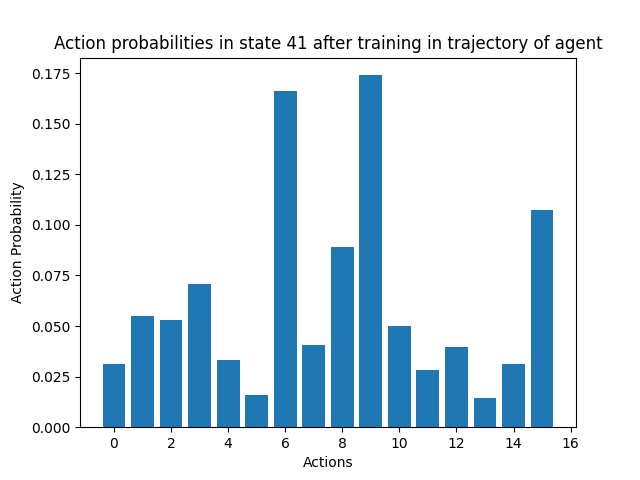 Action probabilities in state 41 after training in trajectory of agent
0.175
0.150
0.125
0.100
0.075
0.050
0.025
0.000
Action Probability
0 2 4 6 8 10 12 14 16
Actions